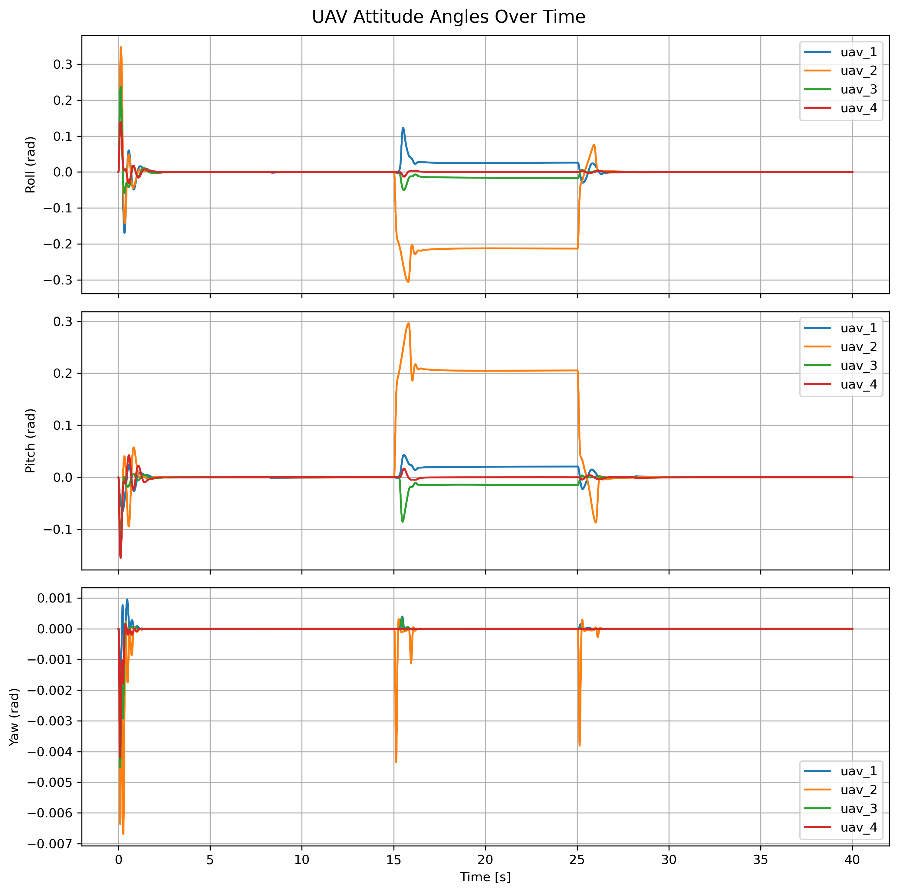 UAV Attitude Angles Over Time
0.3
0.2
0.1
0.0
−0.1
−0.2
−0.3
Roll (rad)
uav_1
uav_2
uav_3
uav_4
0.3
0.2
0.1
0.0
−0.1
Pitch (rad)
uav_1
uav_2
uav_3
uav_4
0.001
0.000
−0.001
−0.002
−0.003
−0.004
−0.005
−0.006
−0.007
Yaw (rad)
uav_1
uav_2
uav_3
uav_4
0 5 10 15 20 25 30 35 40
Time [s]